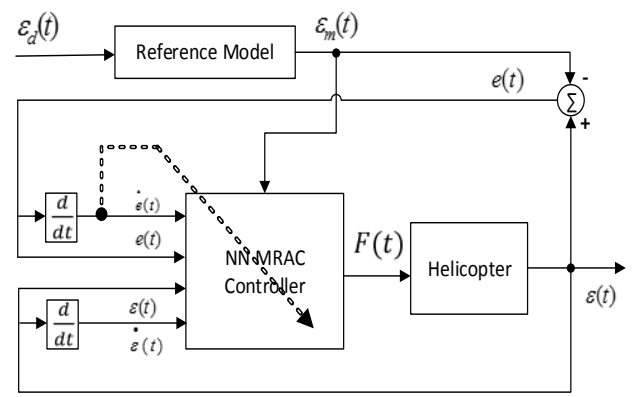 ε_d(t)
Reference Model
ε_m(t)
-
e(t)
Σ
+
d/dt
ė(t)
e(t)
NN MRAC
Controller
F(t)
Helicopter
ε(t)
d/dt
ε(t)
ε̇(t)